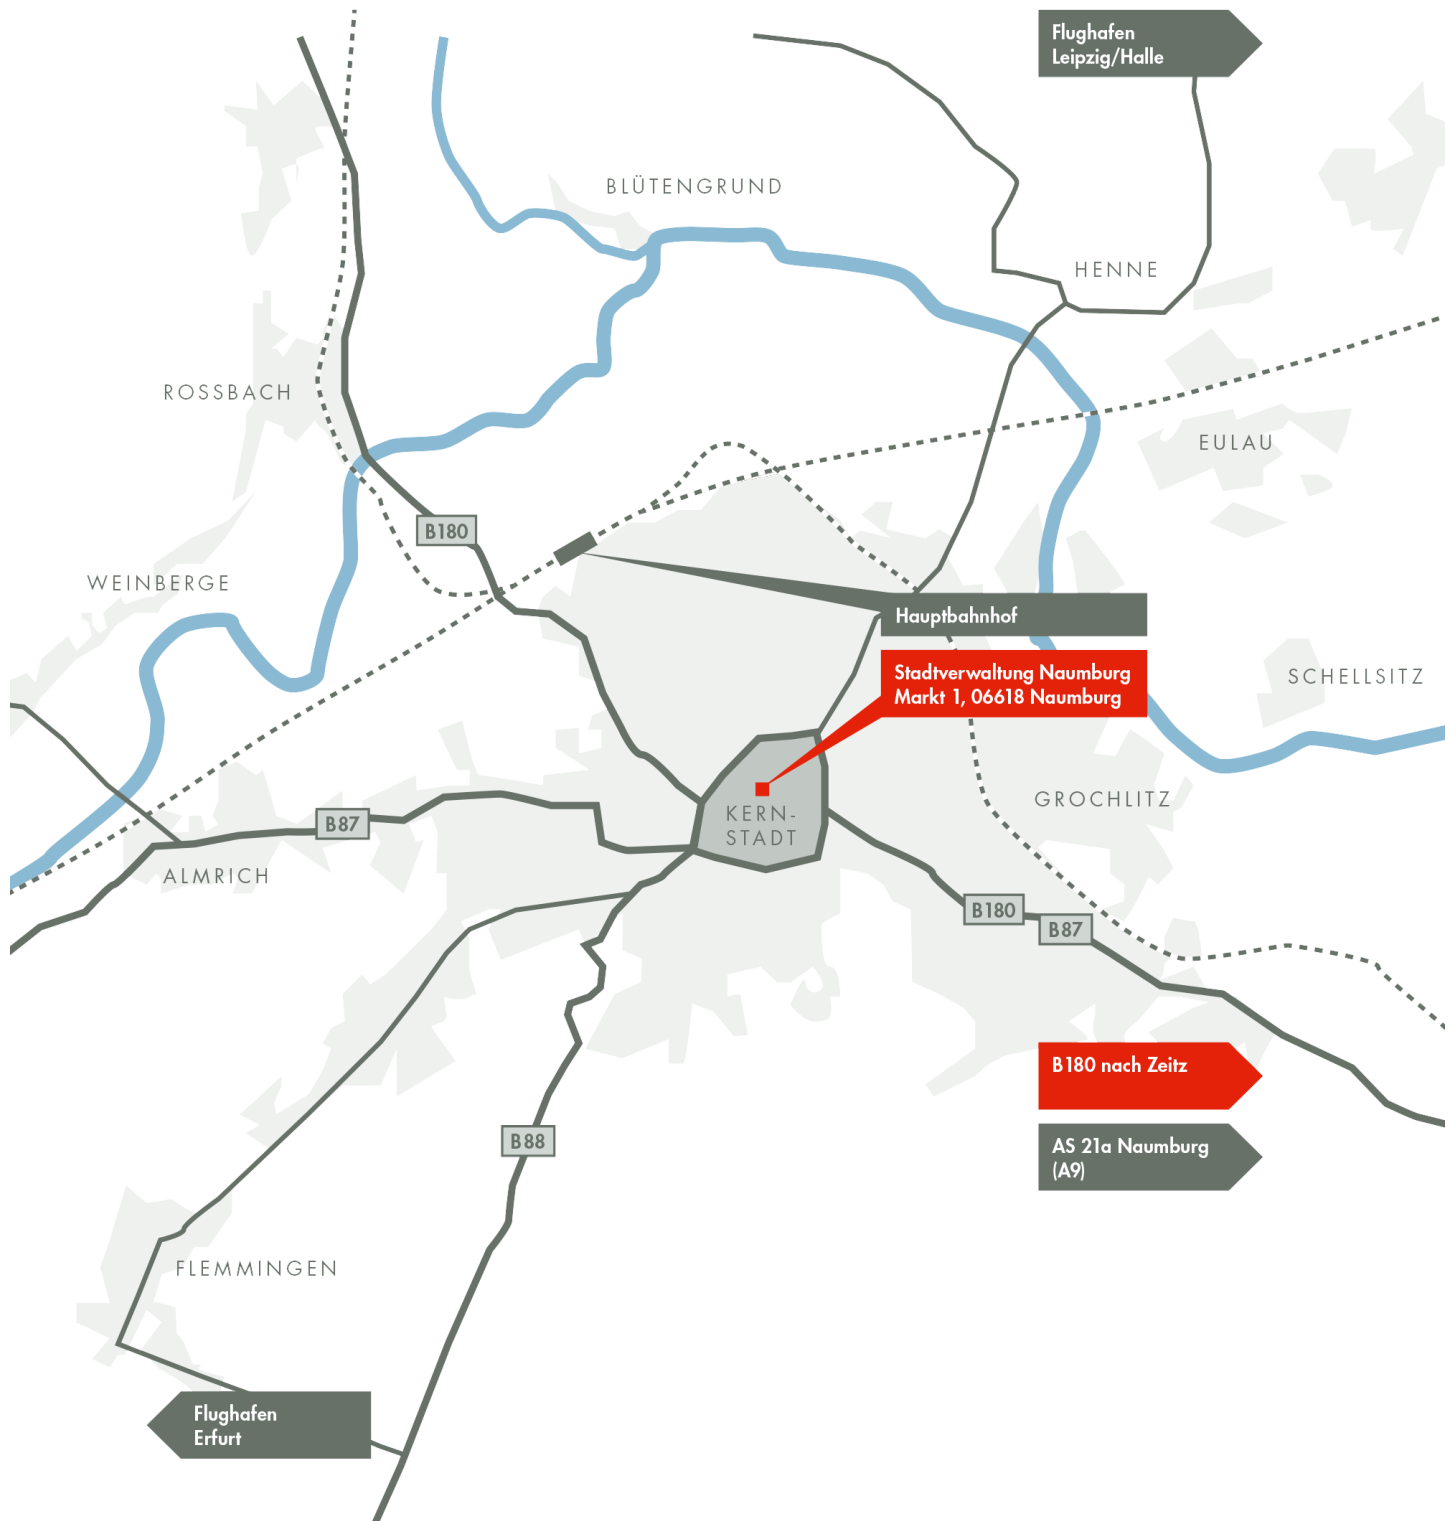 Flughafen
Leipzig/Halle
BLÜTENGRUND
HENNE
ROSSBACH
EULAU
B180
WEINBERGE
Hauptbahnhof
Stadtverwaltung Naumburg
Markt 1, 06618 Naumburg
SCHELLSITZ
GROCHLITZ
KERN-
STADT
B87
ALMRICH
B180
B87
B180 nach Zeitz
B88
AS 21a Naumburg
(A9)
FLEMMINGEN
Flughafen
Erfurt